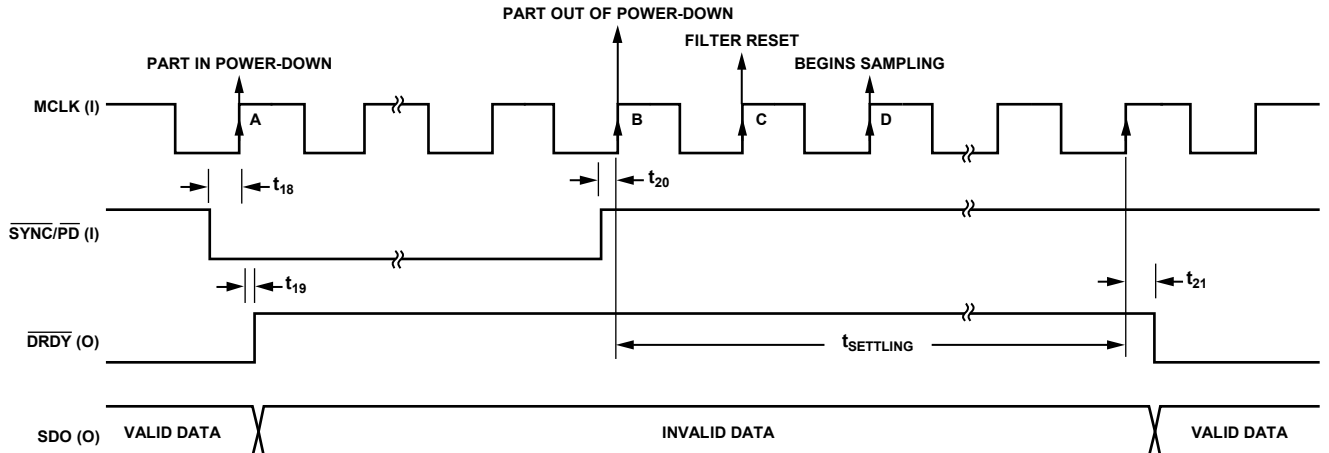 PART OUT OF POWER-DOWN
FILTER RESET
PART IN POWER-DOWN
BEGINS SAMPLING
MCLK (I)
A
B
C
D
t18
t20
SYNC/PD (I)
t19
t21
DRDY (O)
tSETTLING
SDO (O)
VALID DATA
INVALID DATA
VALID DATA